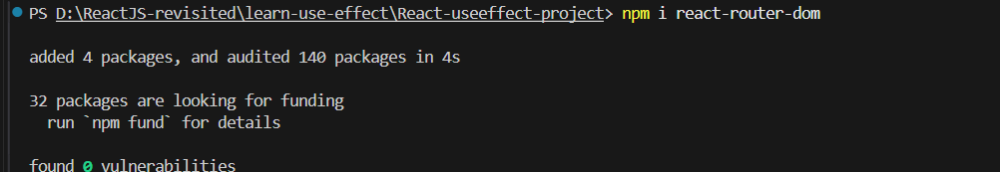 PS D:\ReactJS-revisited\learn-use-effect\React-useeffect-project> npm i react-router-dom
added 4 packages, and audited 140 packages in 4s
32 packages are looking for funding
run `npm fund` for details
found 0 vulnerabilities